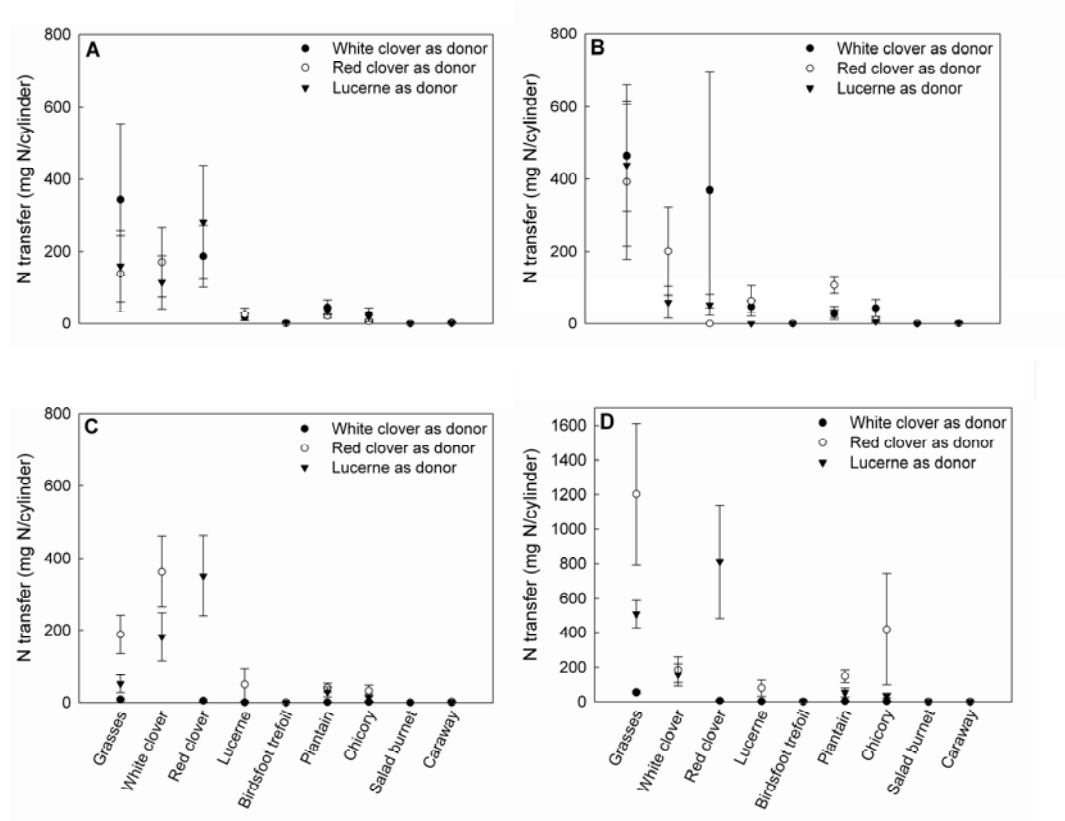 A
White clover as donor
Red clover as donor
Lucerne as donor
N transfer (mg N/cylinder)
800
600
400
200
0
B
White clover as donor
Red clover as donor
Lucerne as donor
N transfer (mg N/cylinder)
800
600
400
200
0
C
White clover as donor
Red clover as donor
Lucerne as donor
N transfer (mg N/cylinder)
800
600
400
200
0
Grasses
White clover
Red clover
Lucerne
Birdsfoot trefoil
Plantain
Chicory
Salad burnet
Caraway
D
White clover as donor
Red clover as donor
Lucerne as donor
N transfer (mg N/cylinder)
1600
1400
1200
1000
800
600
400
200
0
Grasses
White clover
Red clover
Lucerne
Birdsfoot trefoil
Plantain
Chicory
Salad burnet
Caraway